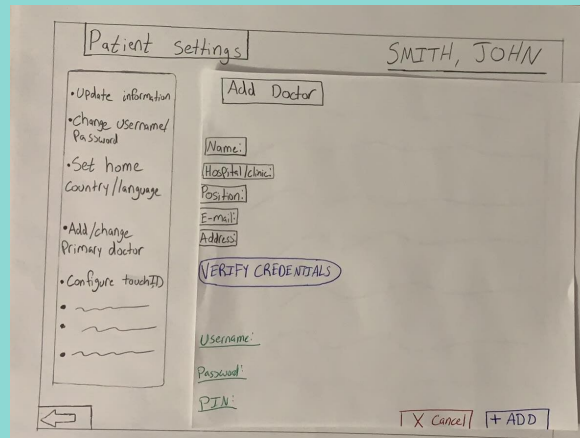 Patient Settings
SMITH, JOHN
• Update information
• Change Username/
Password
• Set home
Country/language
• Add/change
Primary doctor
• Configure touchID
Add Doctor
Name:
Hospital/clinic:
Position:
E-mail:
Address:
VERIFY CREDENTIALS
Username:
Password:
PIN:
X Cancel
+ ADD